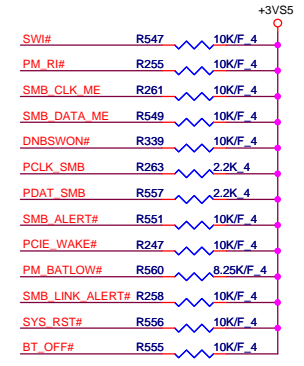 +3VS5
SWI# R547 10K/F_4
PM_RI# R255 10K/F_4
SMB_CLK_ME R261 10K/F_4
SMB_DATA_ME R549 10K/F_4
DNBSWON# R339 10K/F_4
PCLK_SMB R263 2.2K_4
PDAT_SMB R557 2.2K_4
SMB_ALERT# R551 10K/F_4
PCIE_WAKE# R247 10K/F_4
PM_BATLOW# R560 8.25K/F_4
SMB_LINK_ALERT# R258 10K/F_4
SYS_RST# R556 10K/F_4
BT_OFF# R555 10K/F_4